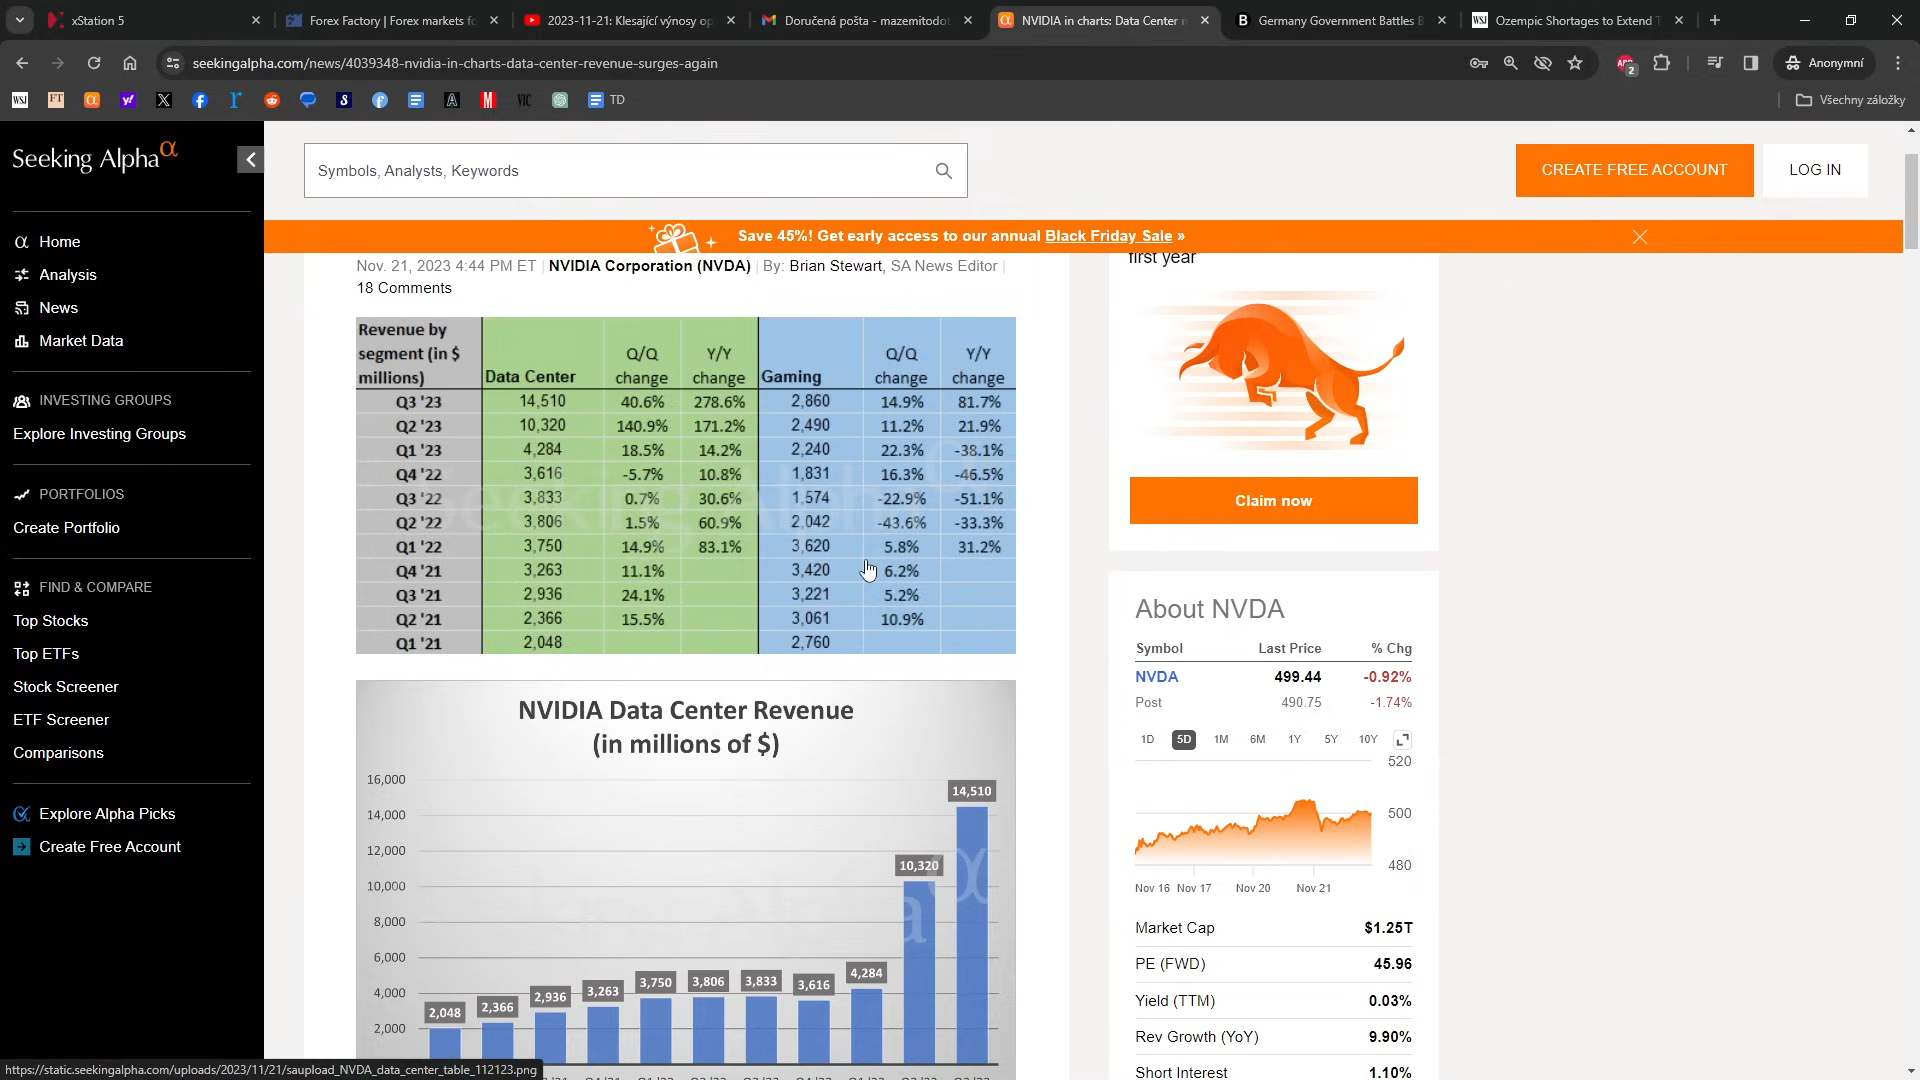 xStation 5
Forex Factory | Forex markets fo
2023-11-21: Klesající výnosy op
Doručená pošta - mazemitodo
NVIDIA in charts: Data Center r
Germany Government Battles B
Ozempic Shortages to Extend T
seekingalpha.com/news/4039348-nvidia-in-charts-data-center-revenue-surges-again
ABP
2
Anonymní
WSJ
FT
VIC
TD
Všechny záložky
Seeking Alpha α
Symbols, Analysts, Keywords
CREATE FREE ACCOUNT
LOG IN
Save 45%! Get early access to our annual Black Friday Sale »
Home
Analysis
News
Market Data
INVESTING GROUPS
Explore Investing Groups
PORTFOLIOS
Create Portfolio
FIND & COMPARE
Top Stocks
Top ETFs
Stock Screener
ETF Screener
Comparisons
Explore Alpha Picks
Create Free Account
Nov. 21, 2023 4:44 PM ET | NVIDIA Corporation (NVDA) | By: Brian Stewart, SA News Editor |
18 Comments
Revenue by segment (in $ millions) Data Center Q/Q change Y/Y change Gaming Q/Q change Y/Y change
Q3 '23 14,510 40.6% 278.6% 2,860 14.9% 81.7%
Q2 '23 10,320 140.9% 171.2% 2,490 11.2% 21.9%
Q1 '23 4,284 18.5% 14.2% 2,240 22.3% -38.1%
Q4 '22 3,616 -5.7% 10.8% 1,831 16.3% -46.5%
Q3 '22 3,833 0.7% 30.6% 1,574 -22.9% -51.1%
Q2 '22 3,806 1.5% 60.9% 2,042 -43.6% -33.3%
Q1 '22 3,750 14.9% 83.1% 3,620 5.8% 31.2%
Q4 '21 3,263 11.1% 3,420 6.2%
Q3 '21 2,936 24.1% 3,221 5.2%
Q2 '21 2,366 15.5% 3,061 10.9%
Q1 '21 2,048 2,760
NVIDIA Data Center Revenue
(in millions of $)
16,000
14,000
12,000
10,000
8,000
6,000
4,000
2,000
2,048
2,366
2,936
3,263
3,750
3,806
3,833
3,616
4,284
10,320
14,510
first year
Claim now
About NVDA
Symbol Last Price % Chg
NVDA 499.44 -0.92%
Post 490.75 -1.74%
1D 5D 1M 6M 1Y 5Y 10Y
520
500
480
Nov 16 Nov 17 Nov 20 Nov 21
Market Cap $1.25T
PE (FWD) 45.96
Yield (TTM) 0.03%
Rev Growth (YoY) 9.90%
Short Interest 1.10%
https://static.seekingalpha.com/uploads/2023/11/21/saupload_NVDA_data_center_table_112123.png